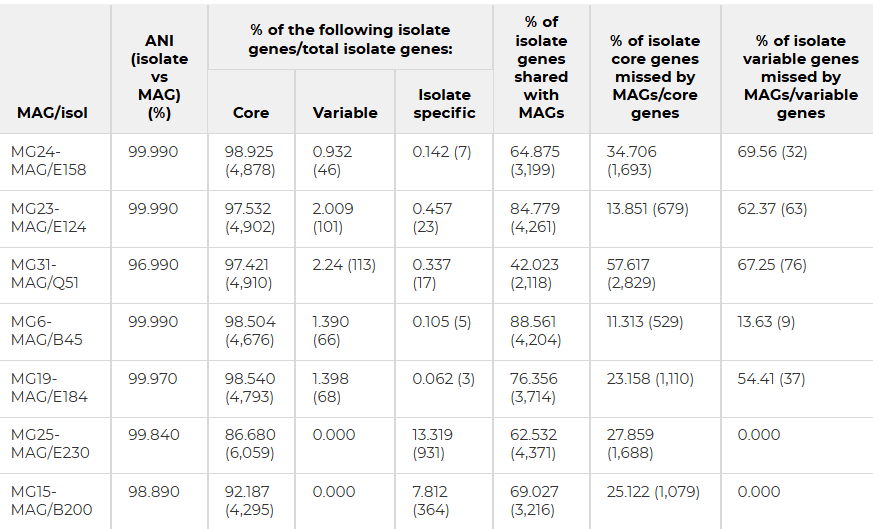 MAG/isol | ANI (isolate vs MAG) (%) | % of the following isolate genes/total isolate genes: | % of isolate genes shared with MAGs | % of isolate core genes missed by MAGs/core genes | % of isolate variable genes missed by MAGs/variable genes
Core | Variable | Isolate specific
MG24-MAG/E158 | 99.990 | 98.925 (4,878) | 0.932 (46) | 0.142 (7) | 64.875 (3,199) | 34.706 (1,693) | 69.56 (32)
MG23-MAG/E124 | 99.990 | 97.532 (4,902) | 2.009 (101) | 0.457 (23) | 84.779 (4,261) | 13.851 (679) | 62.37 (63)
MG31-MAG/Q51 | 96.990 | 97.421 (4,910) | 2.24 (113) | 0.337 (17) | 42.023 (2,118) | 57.617 (2,829) | 67.25 (76)
MG6-MAG/B45 | 99.990 | 98.504 (4,676) | 1.390 (66) | 0.105 (5) | 88.561 (4,204) | 11.313 (529) | 13.63 (9)
MG19-MAG/E184 | 99.970 | 98.540 (4,793) | 1.398 (68) | 0.062 (3) | 76.356 (3,714) | 23.158 (1,110) | 54.41 (37)
MG25-MAG/E230 | 99.840 | 86.680 (6,059) | 0.000 | 13.319 (931) | 62.532 (4,371) | 27.859 (1,688) | 0.000
MG15-MAG/B200 | 98.890 | 92.187 (4,295) | 0.000 | 7.812 (364) | 69.027 (3,216) | 25.122 (1,079) | 0.000